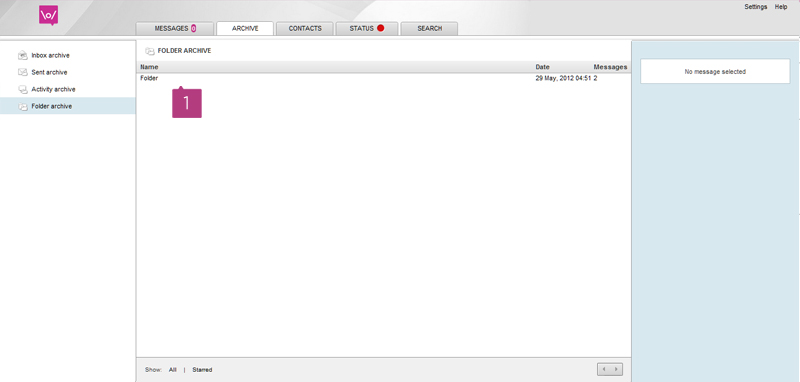 Settings Help
\o/
MESSAGES 0 ARCHIVE CONTACTS STATUS SEARCH
Inbox archive
Sent archive
Activity archive
Folder archive
FOLDER ARCHIVE
Name Date Messages
Folder 29 May, 2012 04:51 2
1
No message selected
Show: All | Starred